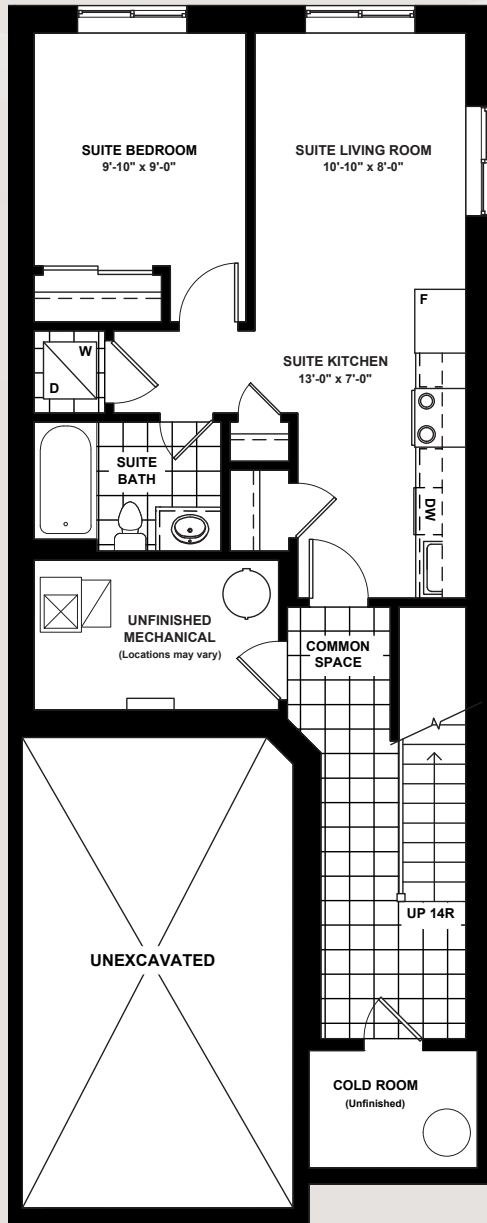 SUITE BEDROOM
9'-10" x 9'-0"
SUITE LIVING ROOM
10'-10" x 8'-0"
F
W
D
SUITE KITCHEN
13'-0" x 7'-0"
SUITE
BATH
DW
UNFINISHED
MECHANICAL
(Locations may vary)
COMMON
SPACE
UP 14R
UNEXCAVATED
COLD ROOM
(Unfinished)